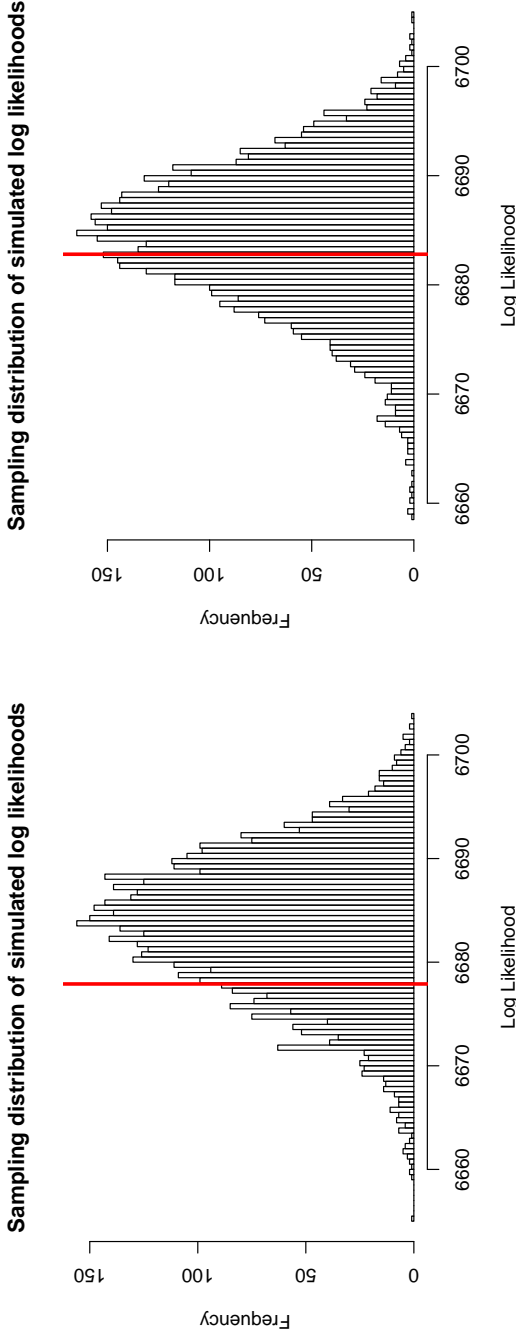 Sampling distribution of simulated log likelihoods
Frequency
0 50 100 150
6660 6670 6680 6690 6700
Log Likelihood
Sampling distribution of simulated log likelihoods
Frequency
0 50 100 150
6660 6670 6680 6690 6700
Log Likelihood